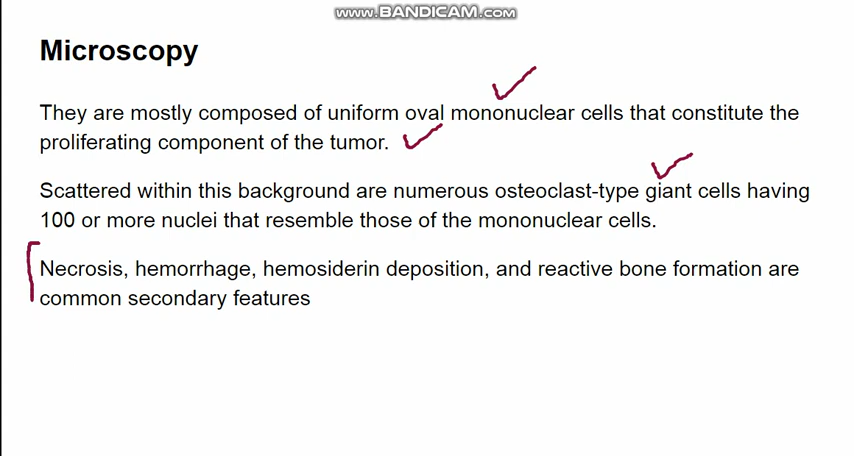 www.BANDICAM.com
Microscopy
They are mostly composed of uniform oval mononuclear cells that constitute the
proliferating component of the tumor.
Scattered within this background are numerous osteoclast-type giant cells having
100 or more nuclei that resemble those of the mononuclear cells.
Necrosis, hemorrhage, hemosiderin deposition, and reactive bone formation are
common secondary features